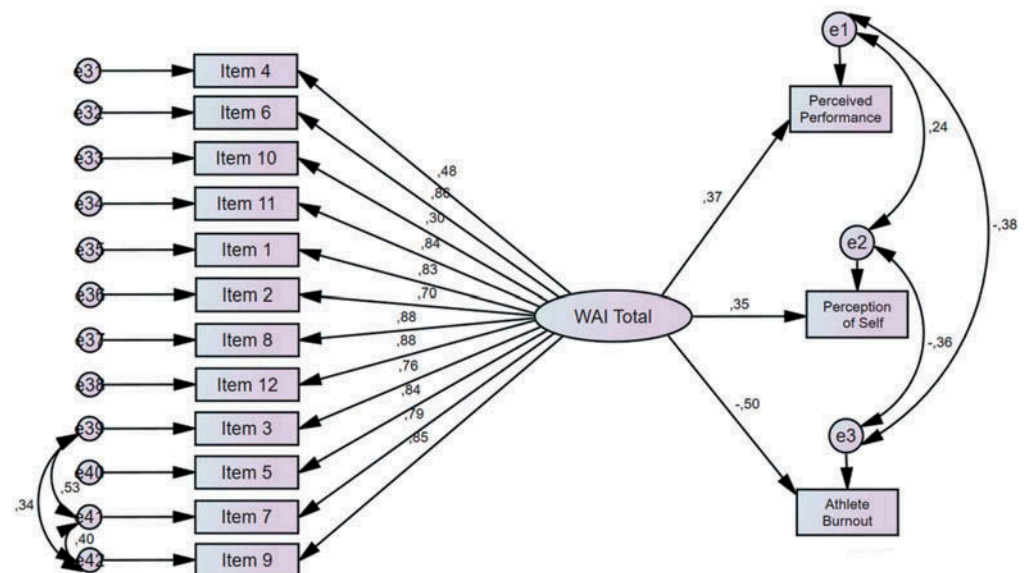 e1
e31
Item 4
e32
Item 6
Perceived
Performance
,24
e33
Item 10
,48
,86
e34
Item 11
,30
,37
,84
-,38
e35
Item 1
,83
e2
e36
Item 2
,70
WAI Total
,35
Perception
of Self
e37
Item 8
,88
,88
-,36
e38
Item 12
,76
,84
-,50
e39
Item 3
,79
e3
,85
e40
Item 5
,34
,53
e41
Item 7
Athlete
Burnout
,40
e42
Item 9